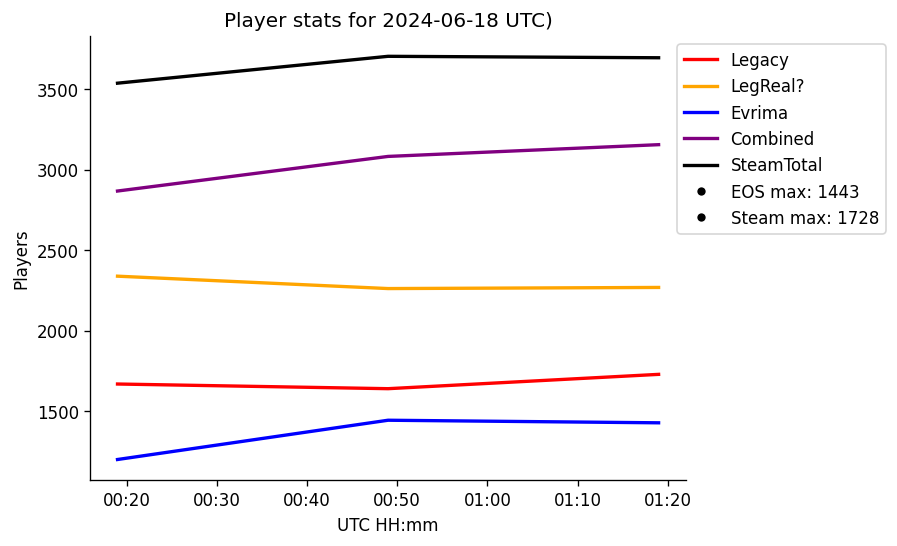 Player stats for 2024-06-18 UTC)
Legacy
LegReal?
Evrima
Combined
SteamTotal
EOS max: 1443
Steam max: 1728
Players
3500
3000
2500
2000
1500
00:20 00:30 00:40 00:50 01:00 01:10 01:20
UTC HH:mm